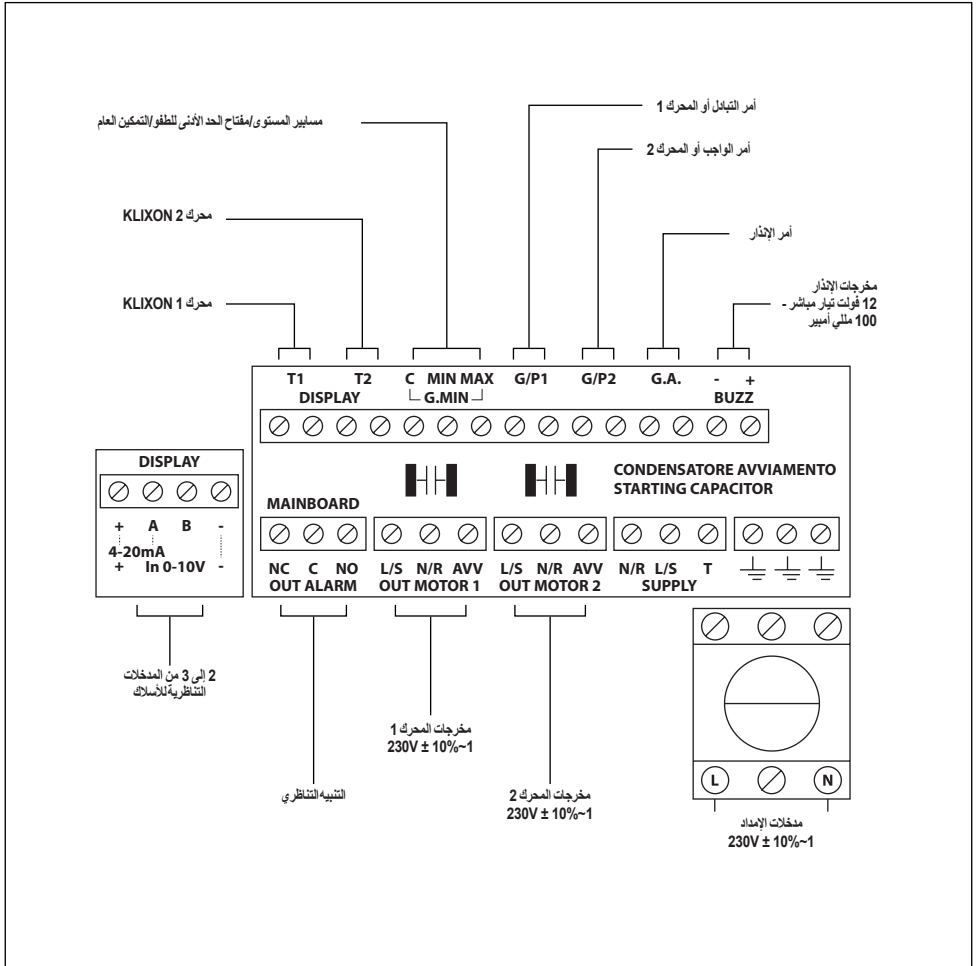 أمر التبادل أو المحرك 1
مسابير المستوى/مفتاح الحد الأدنى للطفو/التمكين العام
أمر الواجب أو المحرك 2
محرك KLIXON 2
أمر الإنذار
مخرجات الإنذار
12 فولت تيار مباشر -
100 مللي أمبير
محرك KLIXON 1
T1 T2 C MIN MAX G/P1 G/P2 G.A. - +
DISPLAY G.MIN BUZZ
DISPLAY
CONDENSATORE AVVIAMENTO
STARTING CAPACITOR
MAINBOARD
+ A B -
4-20mA
+ In 0-10V -
NC C NO L/S N/R AVV L/S N/R AVV N/R L/S T
OUT ALARM OUT MOTOR 1 OUT MOTOR 2 SUPPLY
2 إلى 3 من المدخلات
التناظرية للأسلاك
مخرجات المحرك 1
230V ± 10%~1
التنبيه التناظري
مخرجات المحرك 2
230V ± 10%~1
L N
مدخلات الإمداد
230V ± 10%~1